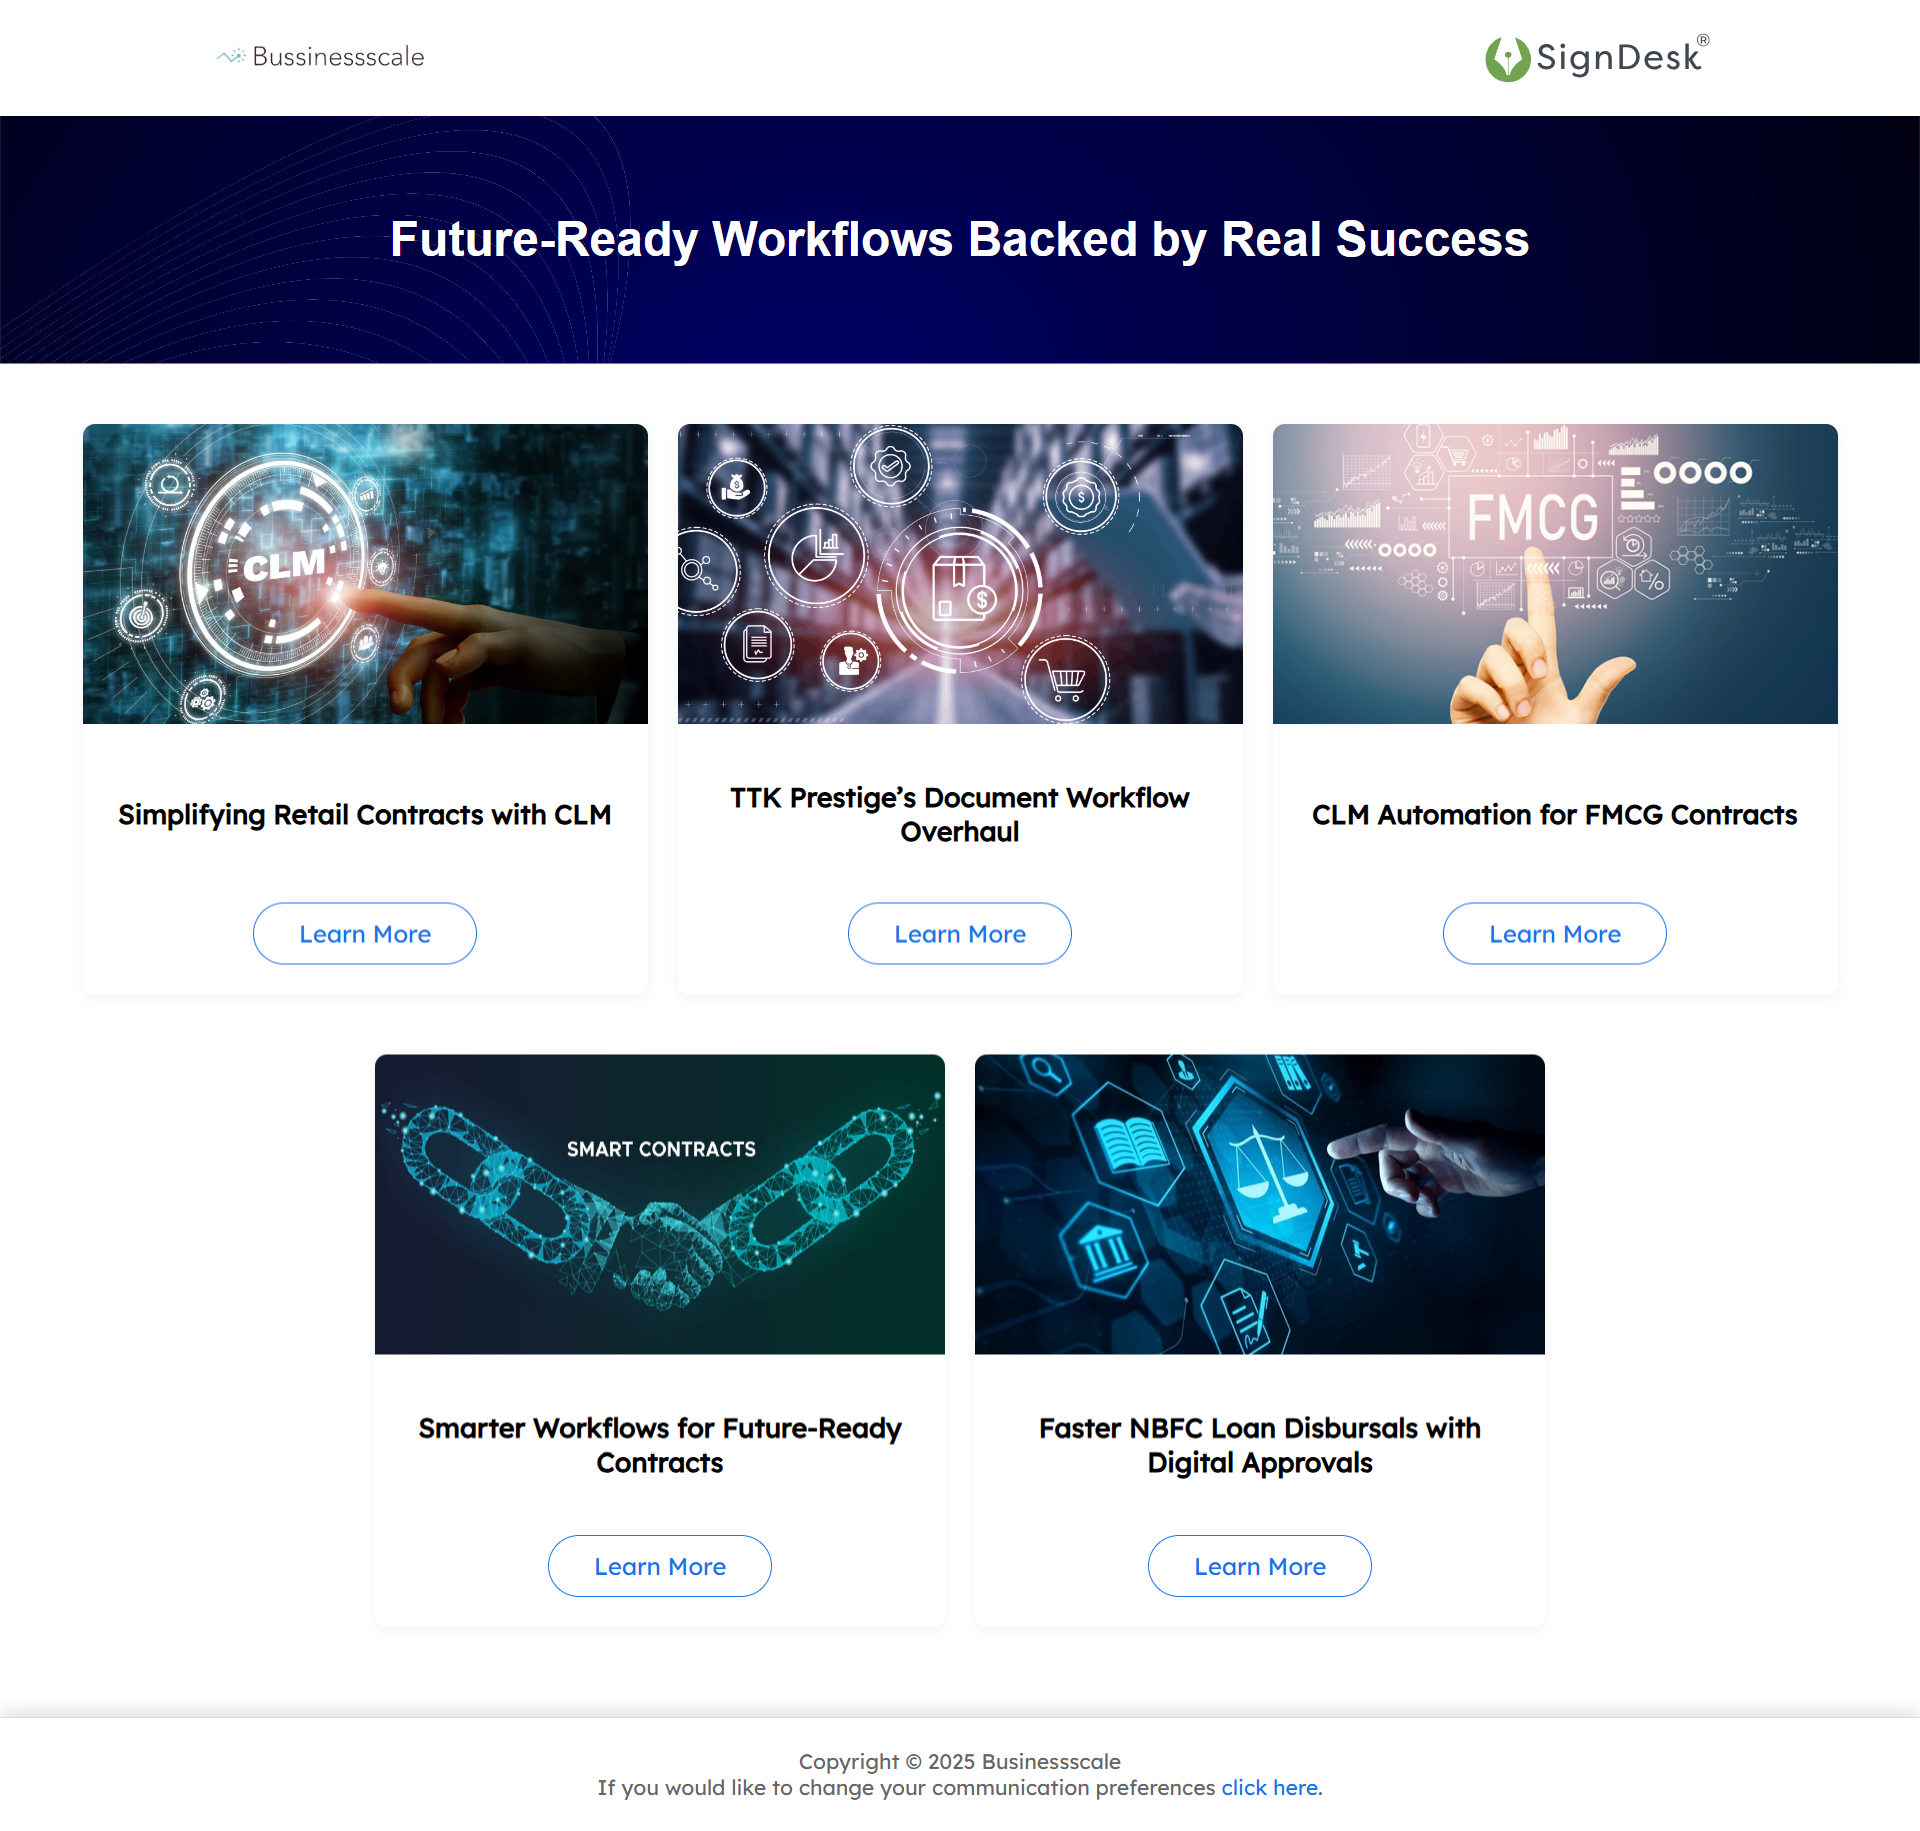 Bussinessscale
SignDesk®
Future-Ready Workflows Backed by Real Success
CLM
FMCG
Simplifying Retail Contracts with CLM
TTK Prestige’s Document Workflow
Overhaul
CLM Automation for FMCG Contracts
Learn More
Learn More
Learn More
SMART CONTRACTS
Smarter Workflows for Future-Ready
Contracts
Faster NBFC Loan Disbursals with
Digital Approvals
Learn More
Learn More
Copyright © 2025 Businessscale
If you would like to change your communication preferences click here.